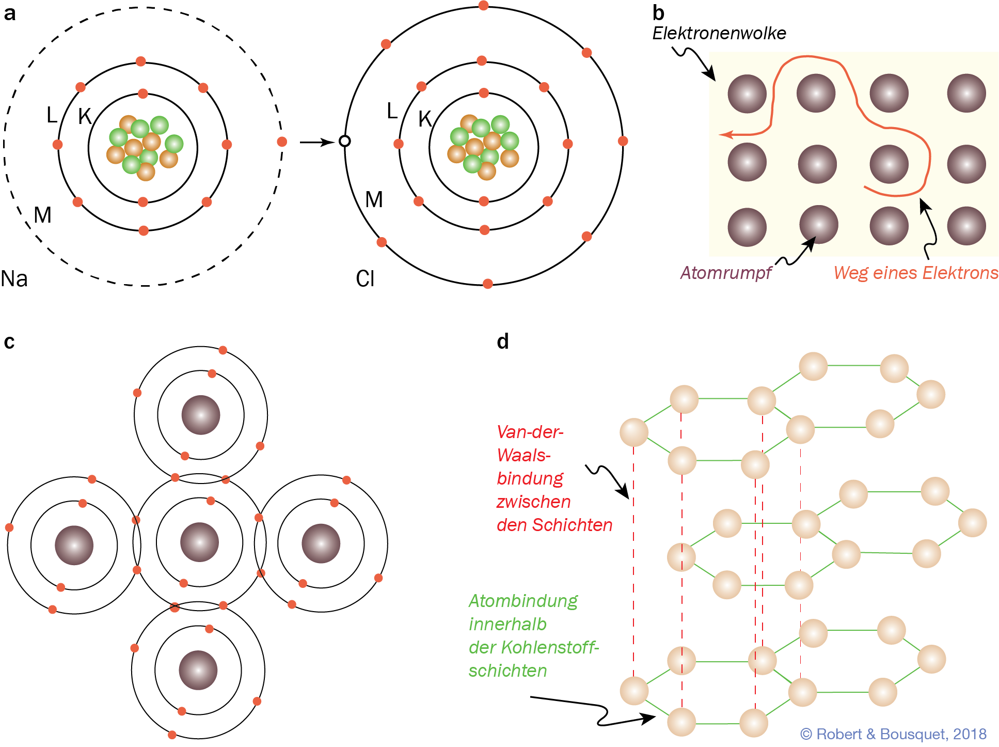 a
L
K
M
Na
L
K
M
Cl
b
Elektronenwolke
Atomrumpf
Weg eines Elektrons
c
d
Van-der-
Waals-
bindung
zwischen
den Schichten
Atombindung
innerhalb
der Kohlenstoff-
schichten
© Robert & Bousquet, 2018